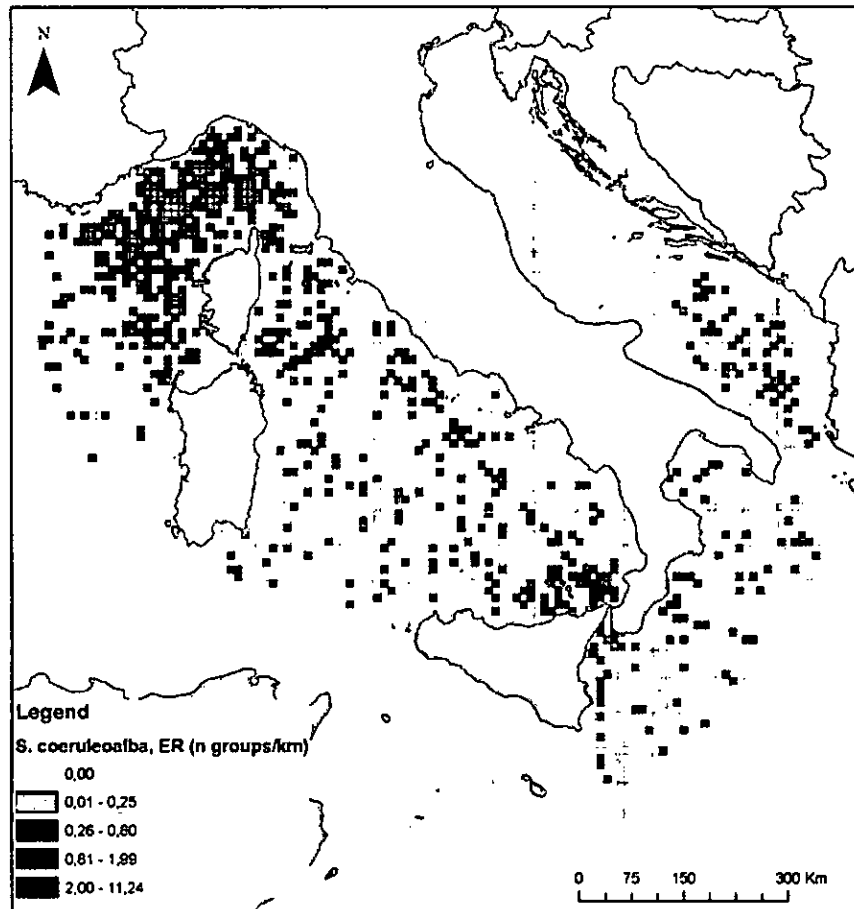 N
Legend
S. coeruleoalba, ER (n groups/km)
0,00
0,01 - 0,25
0,26 - 0,80
0,81 - 1,99
2,00 - 11,24
0 75 150 300 Km